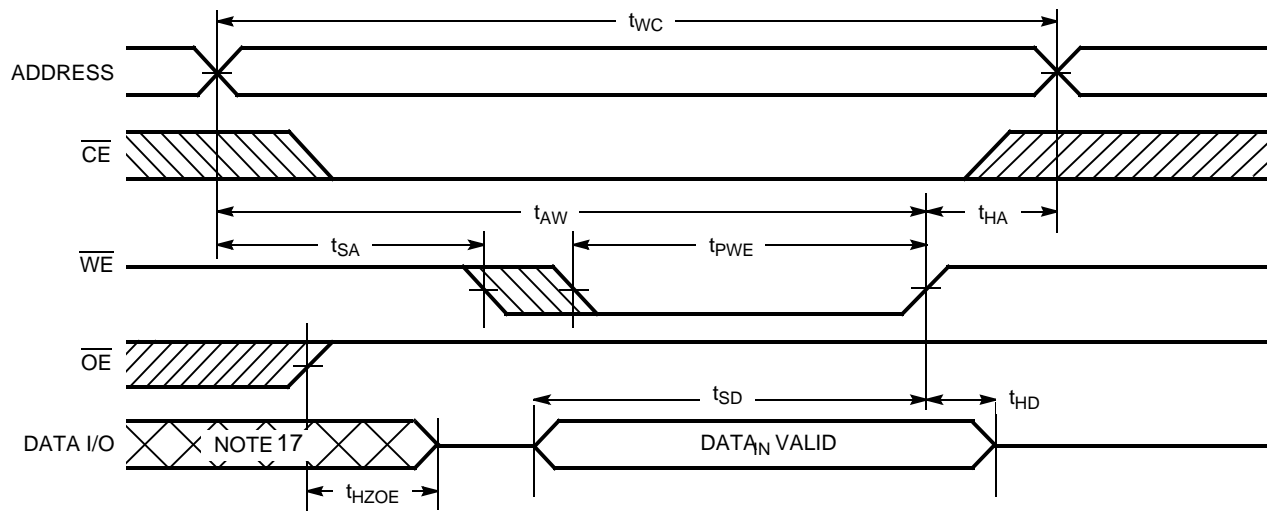 tWC
ADDRESS
CE
tAW
tHA
tSA
tPWE
WE
OE
tSD
tHD
DATA I/O
NOTE 17
DATAIN VALID
tHZOE